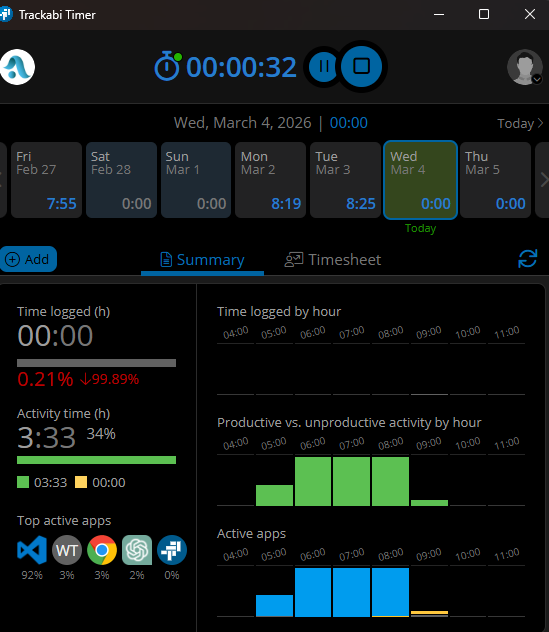 Trackabi Timer
00:00:32
Wed, March 4, 2026 | 00:00
Today
Fri
Feb 27
7:55
Sat
Feb 28
0:00
Sun
Mar 1
0:00
Mon
Mar 2
8:19
Tue
Mar 3
8:25
Wed
Mar 4
0:00
Thu
Mar 5
0:00
Today
Add
Summary
Timesheet
Time logged (h)
00:00
0.21% ↓99.89%
Activity time (h)
3:33 34%
03:33 00:00
Top active apps
WT
92% 3% 3% 2% 0%
Time logged by hour
04:00 05:00 06:00 07:00 08:00 09:00 10:00 11:00
Productive vs. unproductive activity by hour
04:00 05:00 06:00 07:00 08:00 09:00 10:00 11:00
Active apps
04:00 05:00 06:00 07:00 08:00 09:00 10:00 11:00